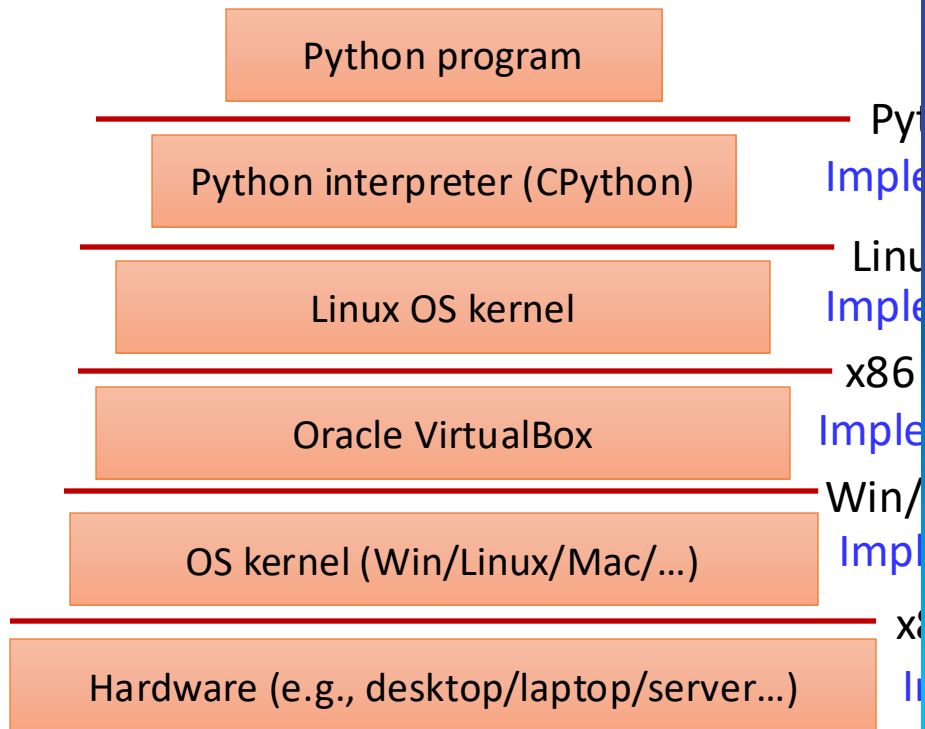 Python program
Pyt
Python interpreter (CPython)
Imple
Linu
Linux OS kernel
Imple
x86
Oracle VirtualBox
Imple
Win/
OS kernel (Win/Linux/Mac/…)
Impl
x8
Hardware (e.g., desktop/laptop/server…)